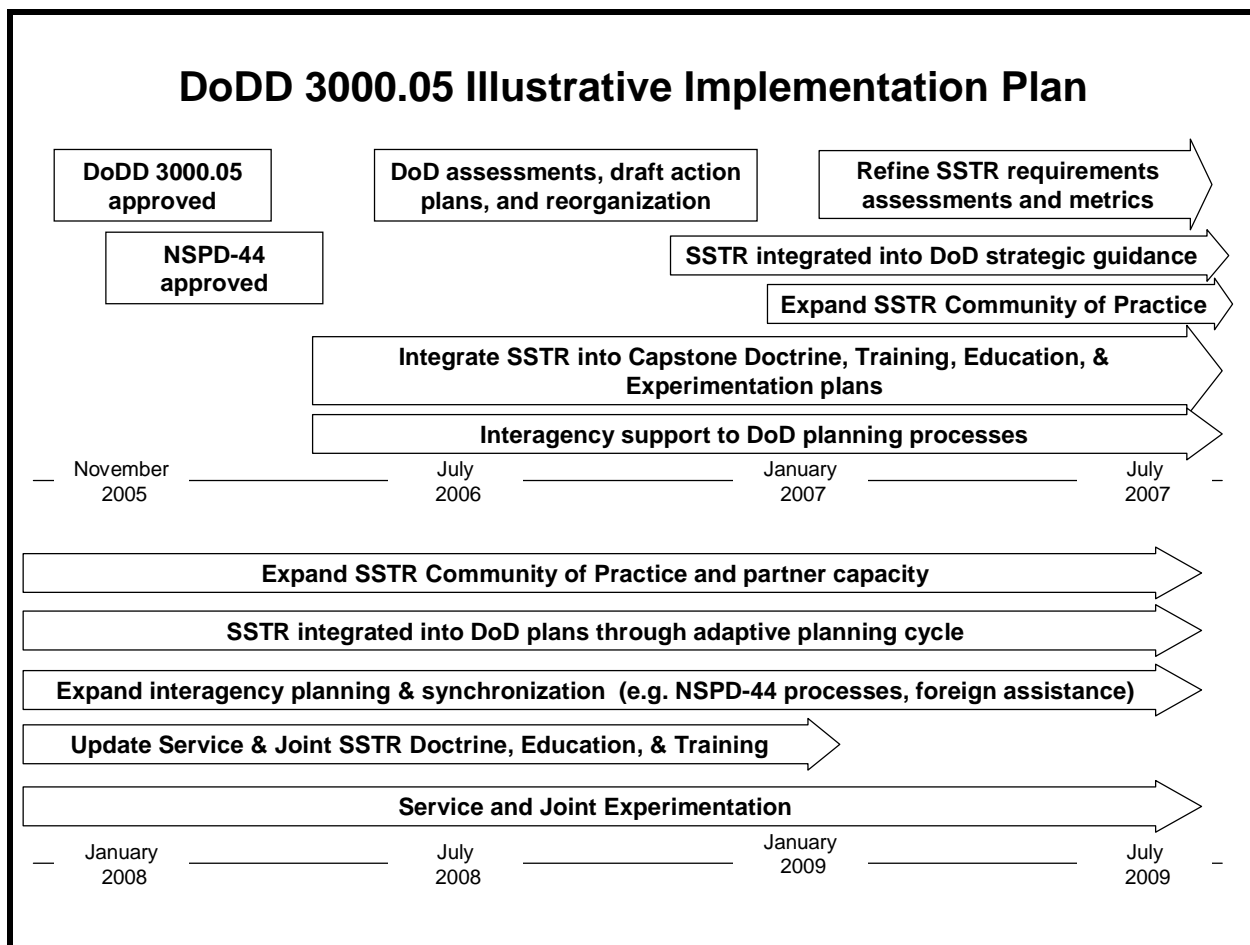 DoDD 3000.05 Illustrative Implementation Plan
DoDD 3000.05
approved
DoD assessments, draft action
plans, and reorganization
Refine SSTR requirements
assessments and metrics
NSPD-44
approved
SSTR integrated into DoD strategic guidance
Expand SSTR Community of Practice
Integrate SSTR into Capstone Doctrine, Training, Education, &
Experimentation plans
Interagency support to DoD planning processes
November
2005
July
2006
January
2007
July
2007
Expand SSTR Community of Practice and partner capacity
SSTR integrated into DoD plans through adaptive planning cycle
Expand interagency planning & synchronization (e.g. NSPD-44 processes, foreign assistance)
Update Service & Joint SSTR Doctrine, Education, & Training
Service and Joint Experimentation
January
2008
July
2008
January
2009
July
2009